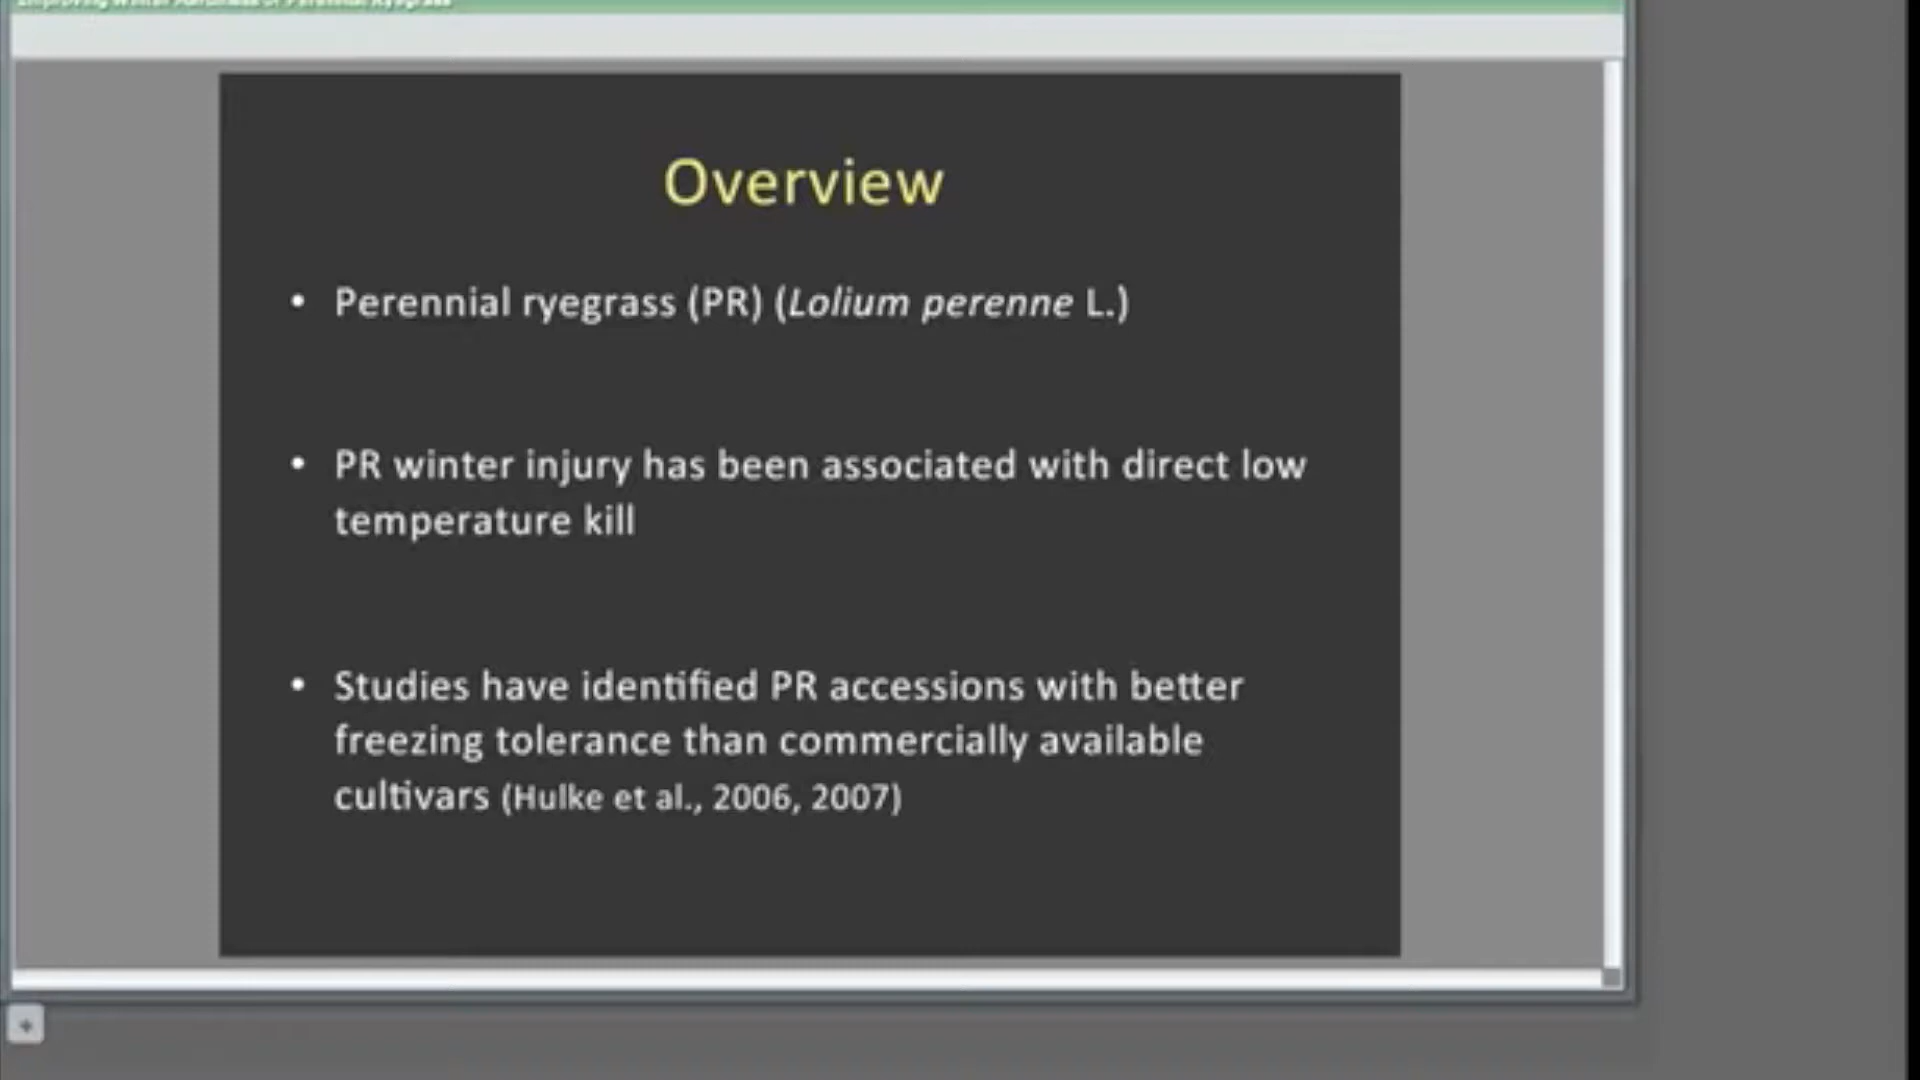 Overview
• Perennial ryegrass (PR) (Lolium perenne L.)
• PR winter injury has been associated with direct low
temperature kill
• Studies have identified PR accessions with better
freezing tolerance than commercially available
cultivars (Hulke et al., 2006, 2007)